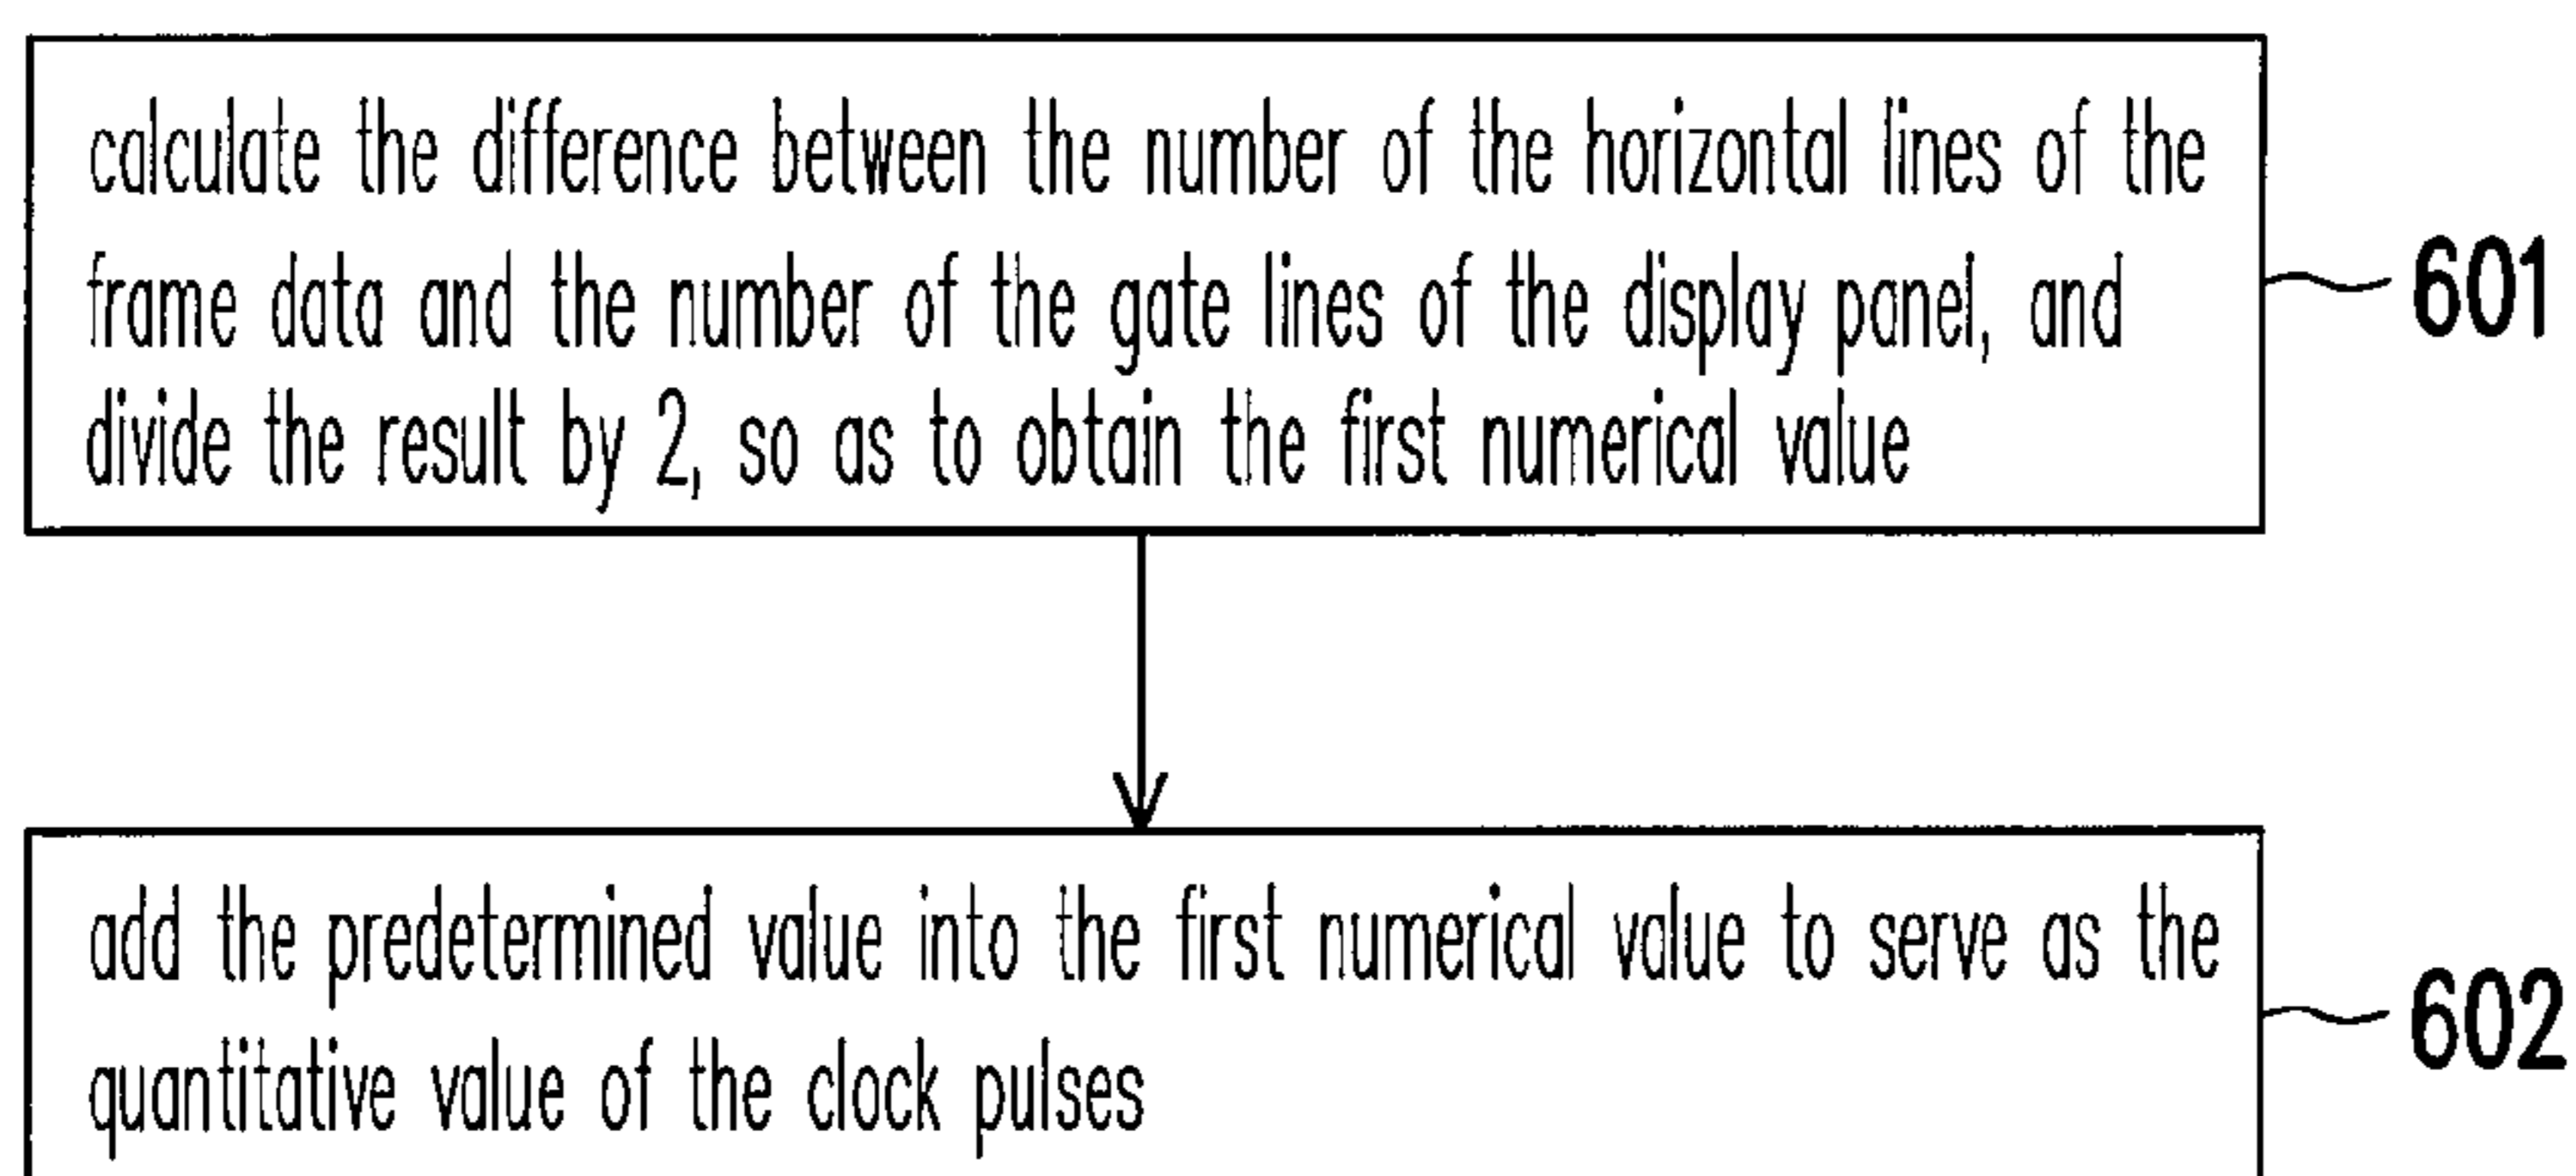 calculate the difference between the number of the horizontal lines of the
frame data and the number of the gate lines of the display panel, and
divide the result by 2, so as to obtain the first numerical value
601
add the predetermined value into the first numerical value to serve as the
quantitative value of the clock pulses
602